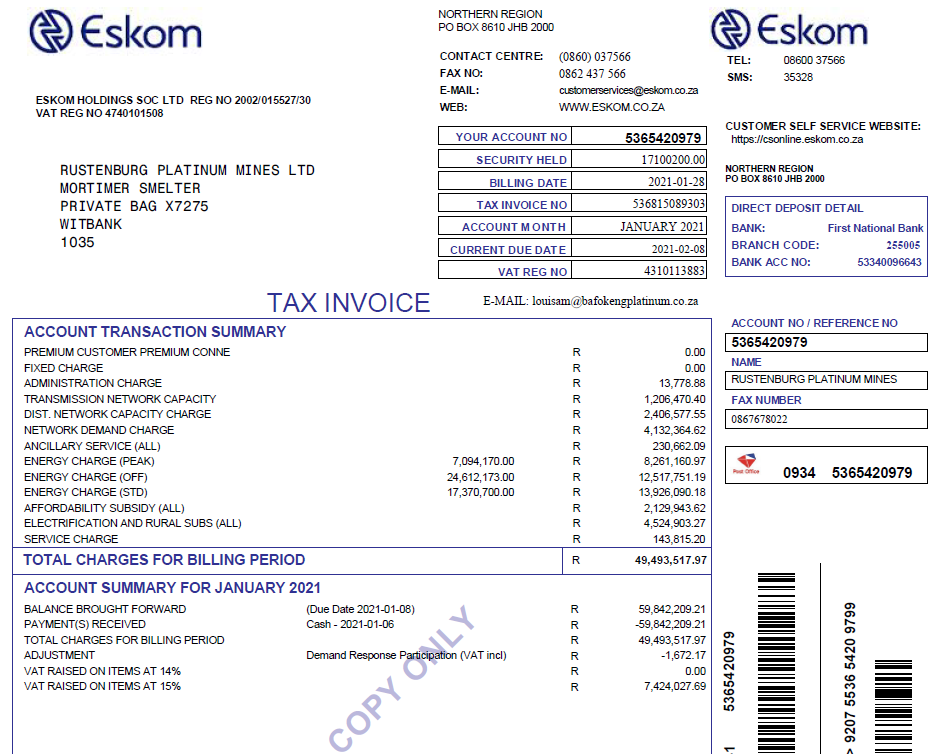 Eskom
NORTHERN REGION
PO BOX 8610 JHB 2000
CONTACT CENTRE: (0860) 037566
FAX NO: 0862 437 566
E-MAIL: customerservices@eskom.co.za
WEB: WWW.ESKOM.CO.ZA
Eskom
TEL: 08600 37566
SMS: 35328
ESKOM HOLDINGS SOC LTD REG NO 2002/015527/30
VAT REG NO 4740101508
CUSTOMER SELF SERVICE WEBSITE:
https://csonline.eskom.co.za
NORTHERN REGION
PO BOX 8610 JHB 2000
RUSTENBURG PLATINUM MINES LTD
MORTIMER SMELTER
PRIVATE BAG X7275
WITBANK
1035
YOUR ACCOUNT NO 5365420979
SECURITY HELD 17100200.00
BILLING DATE 2021-01-28
TAX INVOICE NO 536815089303
ACCOUNT MONTH JANUARY 2021
CURRENT DUE DATE 2021-02-08
VAT REG NO 4310113883
DIRECT DEPOSIT DETAIL
BANK: First National Bank
BRANCH CODE: 255005
BANK ACC NO: 53340096643
TAX INVOICE
E-MAIL: louisam@bafokengplatinum.co.za
ACCOUNT TRANSACTION SUMMARY
PREMIUM CUSTOMER PREMIUM CONNE R 0.00
FIXED CHARGE R 0.00
ADMINISTRATION CHARGE R 13,778.88
TRANSMISSION NETWORK CAPACITY R 1,206,470.40
DIST. NETWORK CAPACITY CHARGE R 2,406,577.55
NETWORK DEMAND CHARGE R 4,132,364.62
ANCILLARY SERVICE (ALL) R 230,662.09
ENERGY CHARGE (PEAK) 7,094,170.00 R 8,261,160.97
ENERGY CHARGE (OFF) 24,612,173.00 R 12,517,751.19
ENERGY CHARGE (STD) 17,370,700.00 R 13,926,090.18
AFFORDABILITY SUBSIDY (ALL) R 2,129,943.62
ELECTRIFICATION AND RURAL SUBS (ALL) R 4,524,903.27
SERVICE CHARGE R 143,815.20
TOTAL CHARGES FOR BILLING PERIOD R 49,493,517.97
ACCOUNT SUMMARY FOR JANUARY 2021
BALANCE BROUGHT FORWARD (Due Date 2021-01-08) R 59,842,209.21
PAYMENT(S) RECEIVED Cash - 2021-01-06 R -59,842,209.21
TOTAL CHARGES FOR BILLING PERIOD R 49,493,517.97
ADJUSTMENT Demand Response Participation (VAT incl) R -1,672.17
VAT RAISED ON ITEMS AT 14% R 0.00
VAT RAISED ON ITEMS AT 15% R 7,424,027.69
COPY ONLY
ACCOUNT NO / REFERENCE NO
5365420979
NAME
RUSTENBURG PLATINUM MINES
FAX NUMBER
0867678022
Post Office
0934 5365420979
5365420979
> 9207 5536 5420 9799